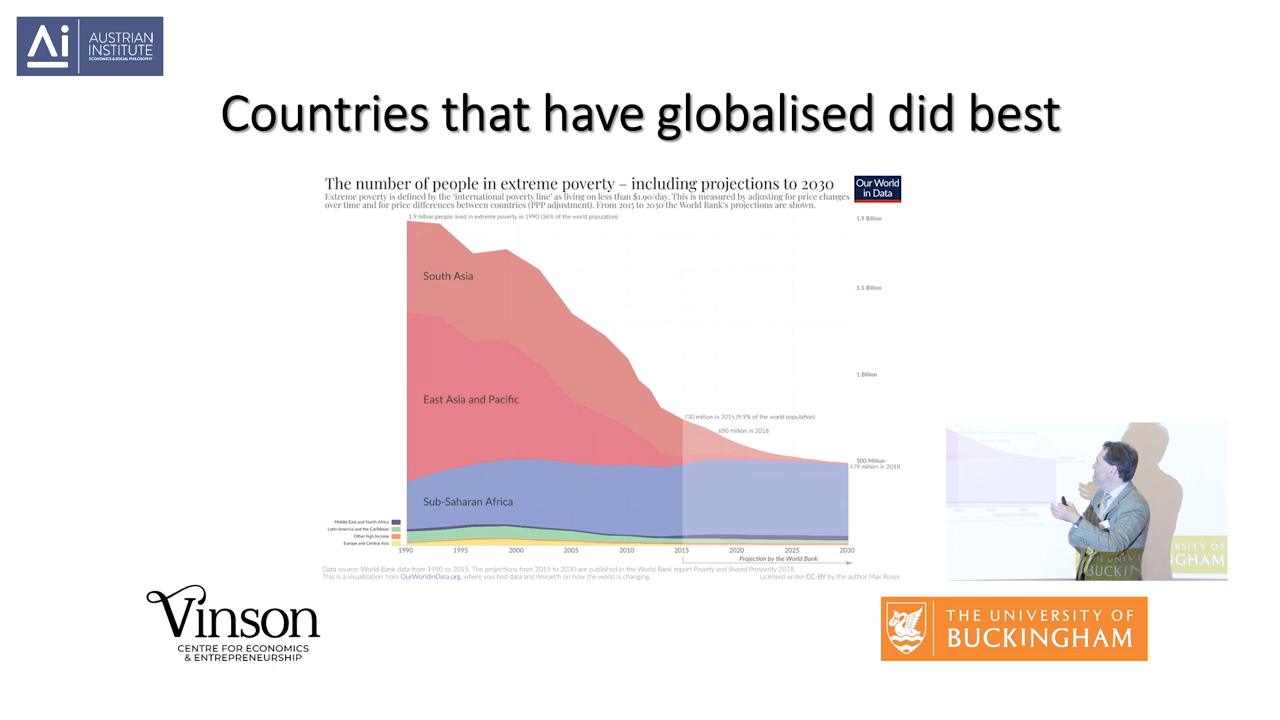 Ai
AUSTRIAN
INSTITUTE
ECONOMICS & SOCIAL PHILOSOPHY
Countries that have globalised did best
The number of people in extreme poverty – including projections to 2030
Our World
in Data
Extreme poverty is defined by the 'international poverty line' as living on less than $1.90/day. This is measured by adjusting for price changes
over time and for price differences between countries (PPP adjustment). From 2015 to 2030 the World Bank's projections are shown.
1.9 billion people lived in extreme poverty in 1990 (36% of the world population)
1.9 Billion
South Asia
1.5 Billion
1 Billion
East Asia and Pacific
730 million in 2015 (9.9% of the world population)
650 million in 2018
500 Million
479 million in 2018
Sub-Saharan Africa
Middle East and North Africa
Latin America and the Caribbean
Other high Income
Europe and Central Asia
1990 1995 2000 2005 2010 2015 2020 2025 2030
Projection by the World Bank
Data source: World Bank data from 1990 to 2015. The projections from 2015 to 2030 are published in the World Bank report Poverty and Shared Prosperity 2018.
This is a visualization from OurWorldinData.org, where you find data and research on how the world is changing.
Licensed under CC-BY by the author Max Roser.
UNIVERSITY OF
BUCKIN
SITY OF
GHAM
Vinson
CENTRE FOR ECONOMICS
& ENTREPRENEURSHIP
THE UNIVERSITY OF
BUCKINGHAM